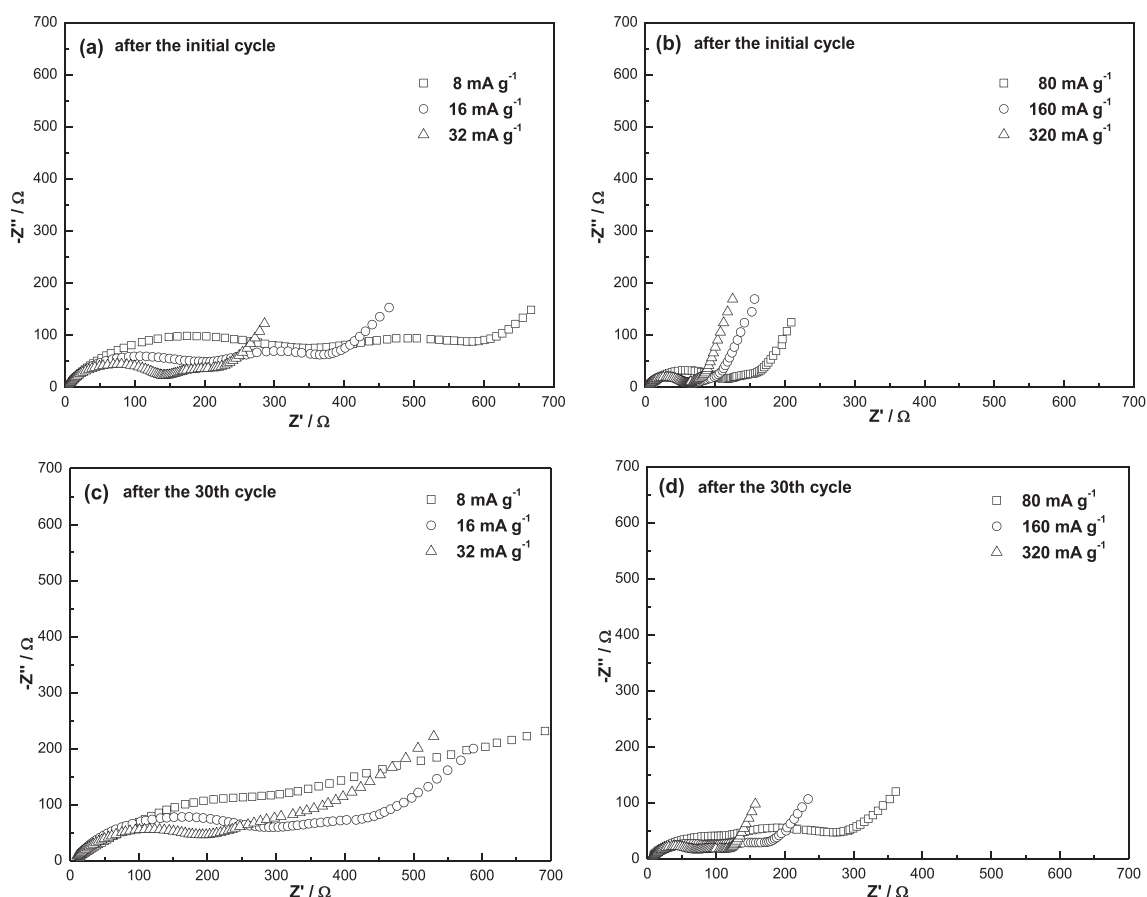 (a) after the initial cycle
8 mA g⁻¹
16 mA g⁻¹
32 mA g⁻¹
700
600
500
400
300
200
100
0
-Z'' / Ω
0 100 200 300 400 500 600 700
Z' / Ω
(b) after the initial cycle
80 mA g⁻¹
160 mA g⁻¹
320 mA g⁻¹
700
600
500
400
300
200
100
0
-Z'' / Ω
0 100 200 300 400 500 600 700
Z' / Ω
(c) after the 30th cycle
8 mA g⁻¹
16 mA g⁻¹
32 mA g⁻¹
700
600
500
400
300
200
100
0
-Z'' / Ω
0 100 200 300 400 500 600 700
Z' / Ω
(d) after the 30th cycle
80 mA g⁻¹
160 mA g⁻¹
320 mA g⁻¹
700
600
500
400
300
200
100
0
-Z'' / Ω
0 100 200 300 400 500 600 700
Z' / Ω